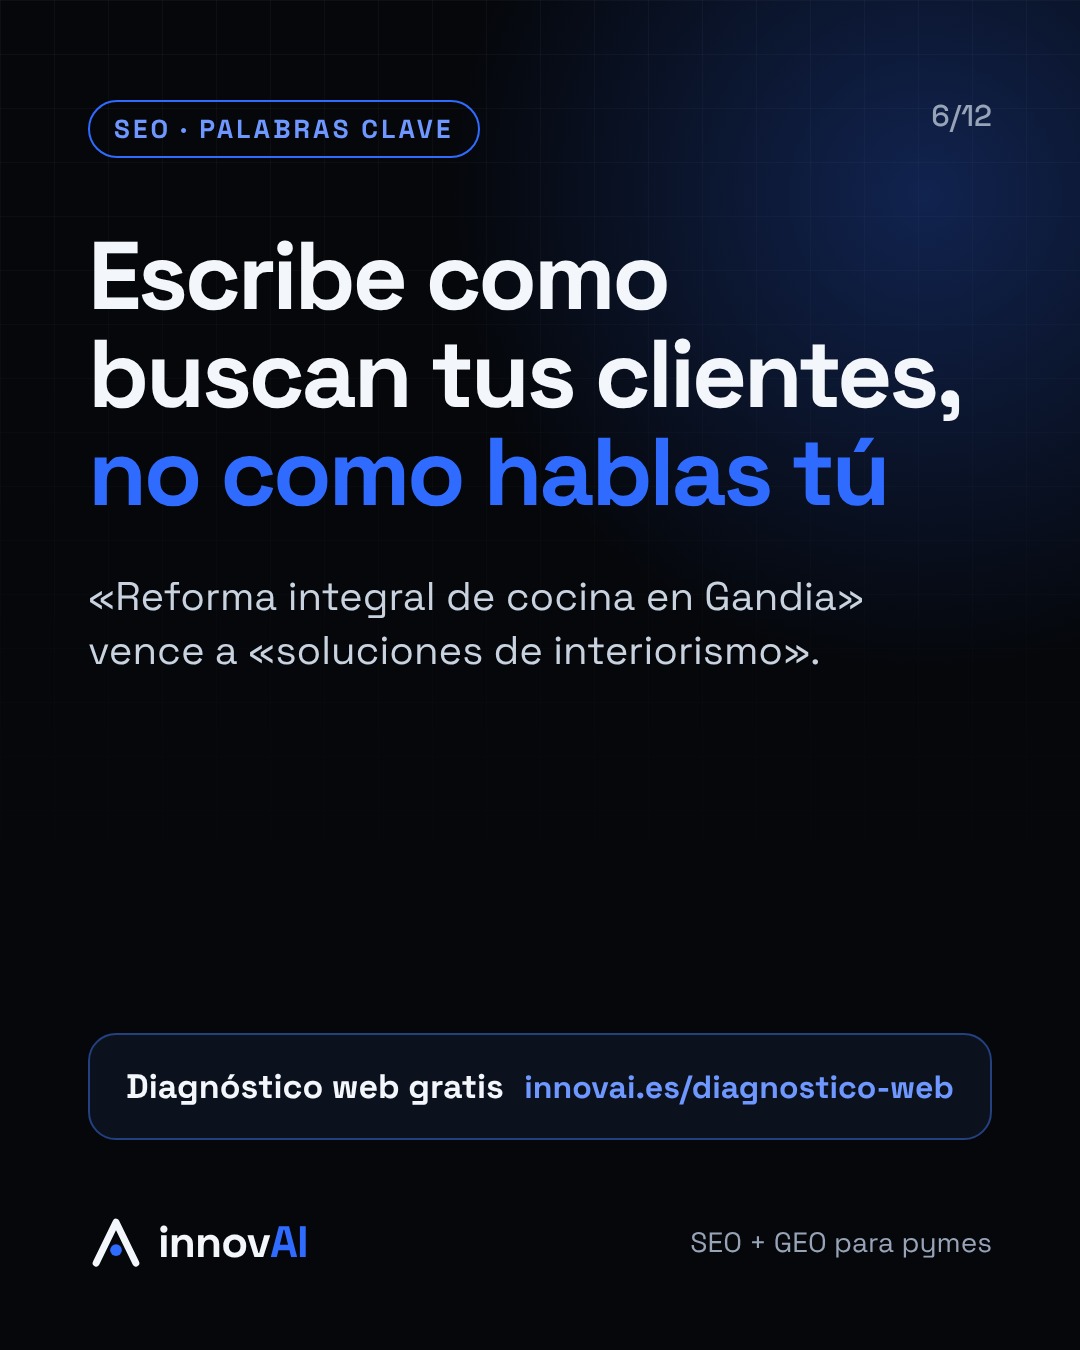 SEO · PALABRAS CLAVE
6/12
Escribe como
buscan tus clientes,
no como hablas tú
«Reforma integral de cocina en Gandia»
vence a «soluciones de interiorismo».
Diagnóstico web gratis innovai.es/diagnostico-web
innovAI
SEO + GEO para pymes